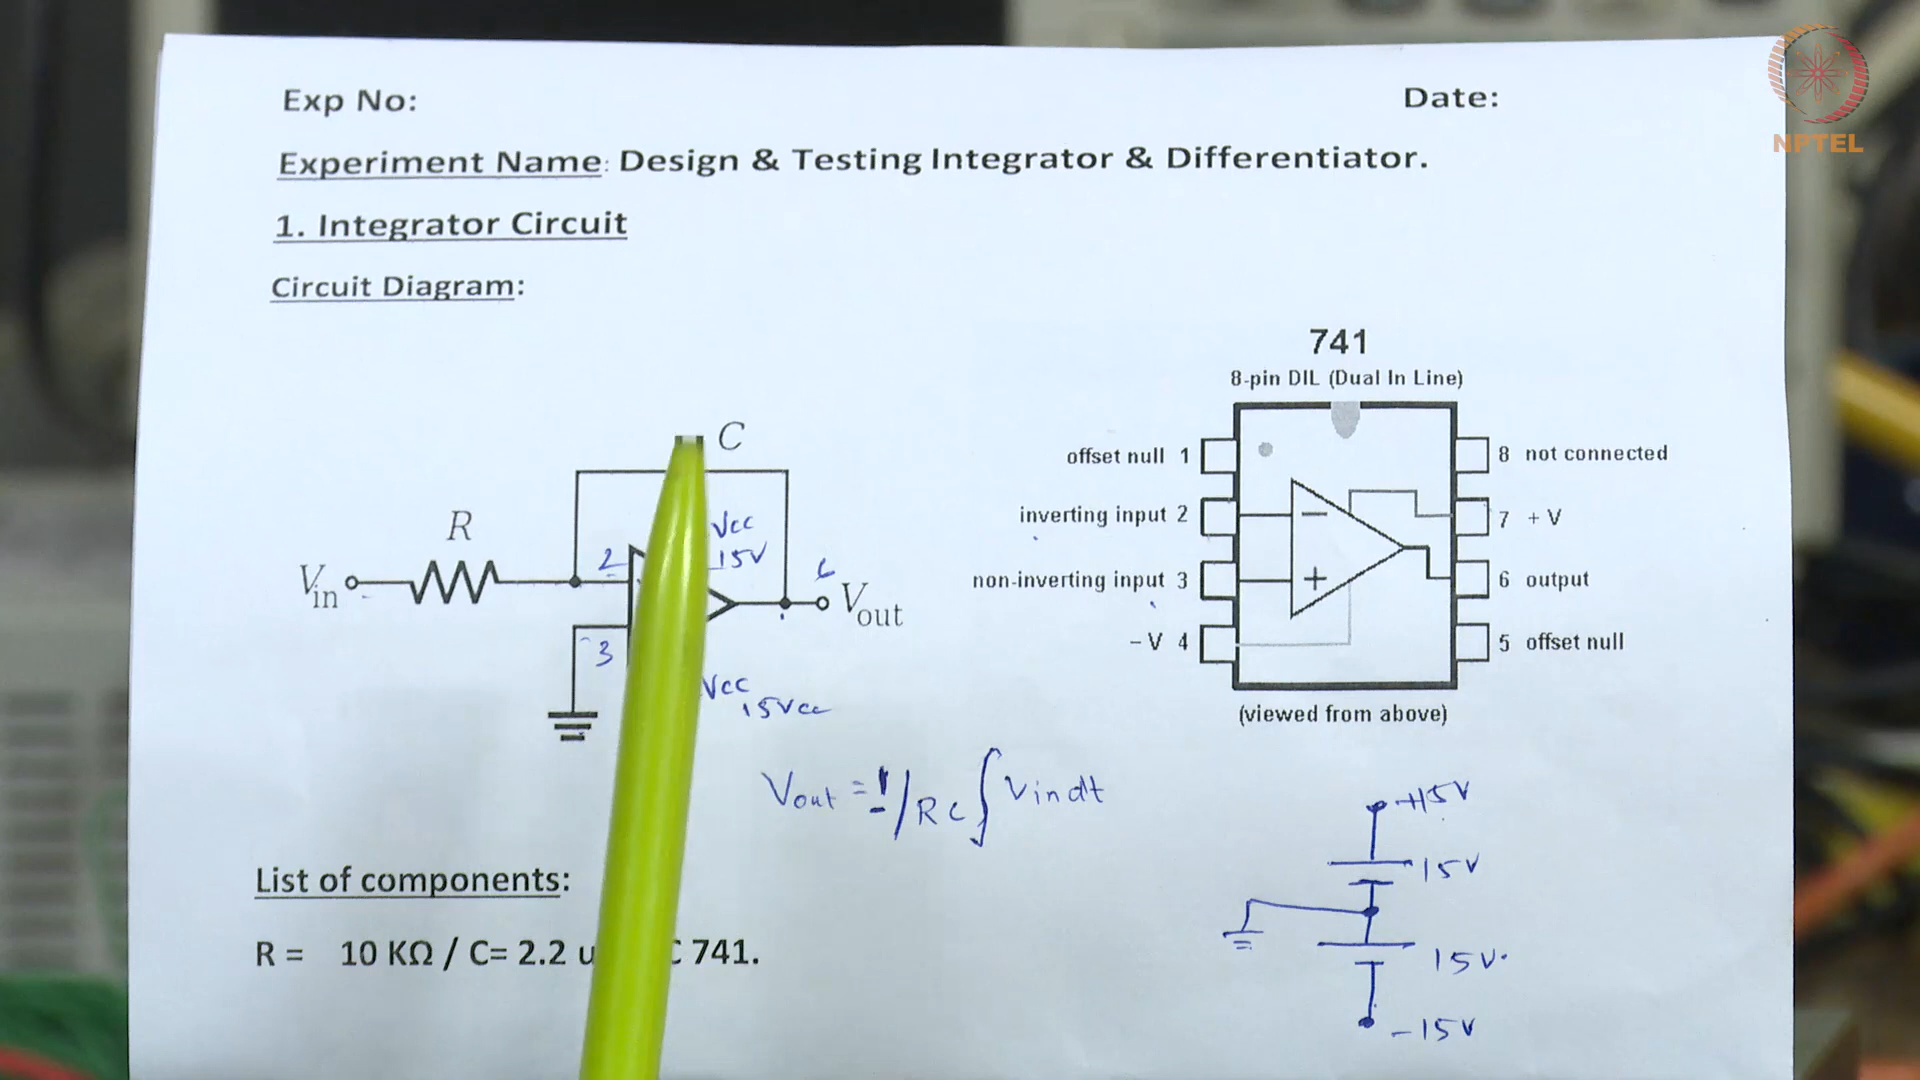 Exp No:
Date:
NPTEL
Experiment Name: Design & Testing Integrator & Differentiator.
1. Integrator Circuit
Circuit Diagram:
C
R
Vin
2
3
Vcc
15V
6
Vout
Vcc
15Vcc
741
8-pin DIL (Dual In Line)
offset null 1
8 not connected
inverting input 2
7 +V
non-inverting input 3
6 output
-V 4
5 offset null
(viewed from above)
Vout = -1/RC ∫ Vin dt
+15V
15V
15V.
-15V
List of components:
R = 10 KΩ / C= 2.2 741.